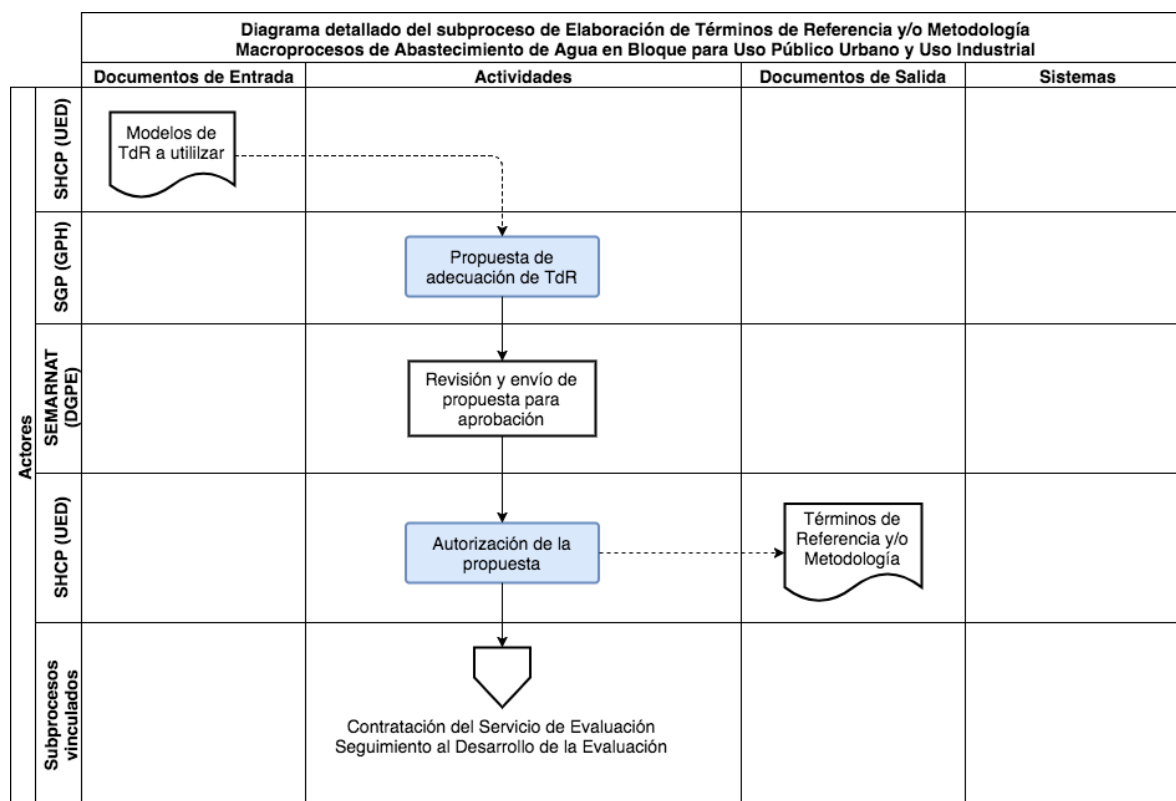 Diagrama detallado del subproceso de Elaboración de Términos de Referencia y/o Metodología
Macroprocesos de Abastecimiento de Agua en Bloque para Uso Público Urbano y Uso Industrial
Documentos de Entrada
Actividades
Documentos de Salida
Sistemas
Actores
SHCP (UED)
Modelos de
TdR a utililzar
SGP (GPH)
Propuesta de
adecuación de TdR
SEMARNAT
(DGPE)
Revisión y envío de
propuesta para
aprobación
SHCP (UED)
Autorización de la
propuesta
Términos de
Referencia y/o
Metodología
Subprocesos
vinculados
Contratación del Servicio de Evaluación
Seguimiento al Desarrollo de la Evaluación